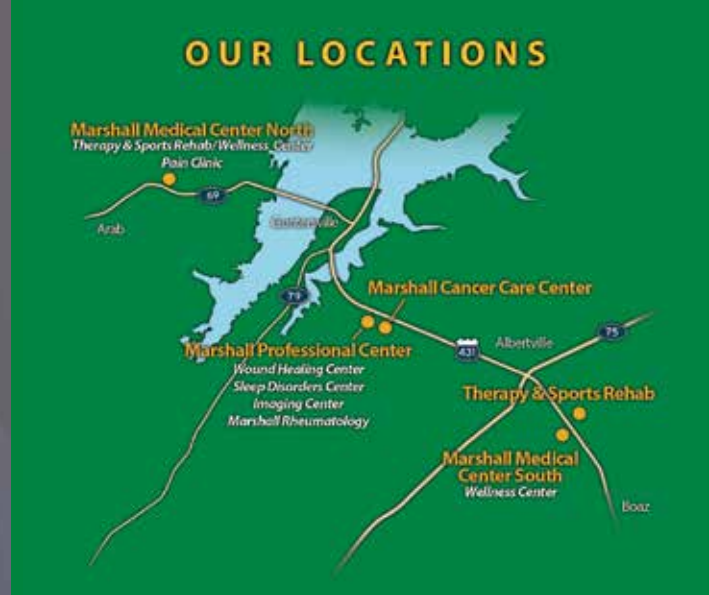 OUR LOCATIONS
Marshall Medical Center North
Therapy & Sports Rehab/Wellness Center
Pain Clinic
69
Arab
Guntersville
79
Marshall Cancer Care Center
Marshall Professional Center
Wound Healing Center
Sleep Disorders Center
Imaging Center
Marshall Rheumatology
431
Albertville
75
Therapy & Sports Rehab
Marshall Medical
Center South
Wellness Center
Boaz